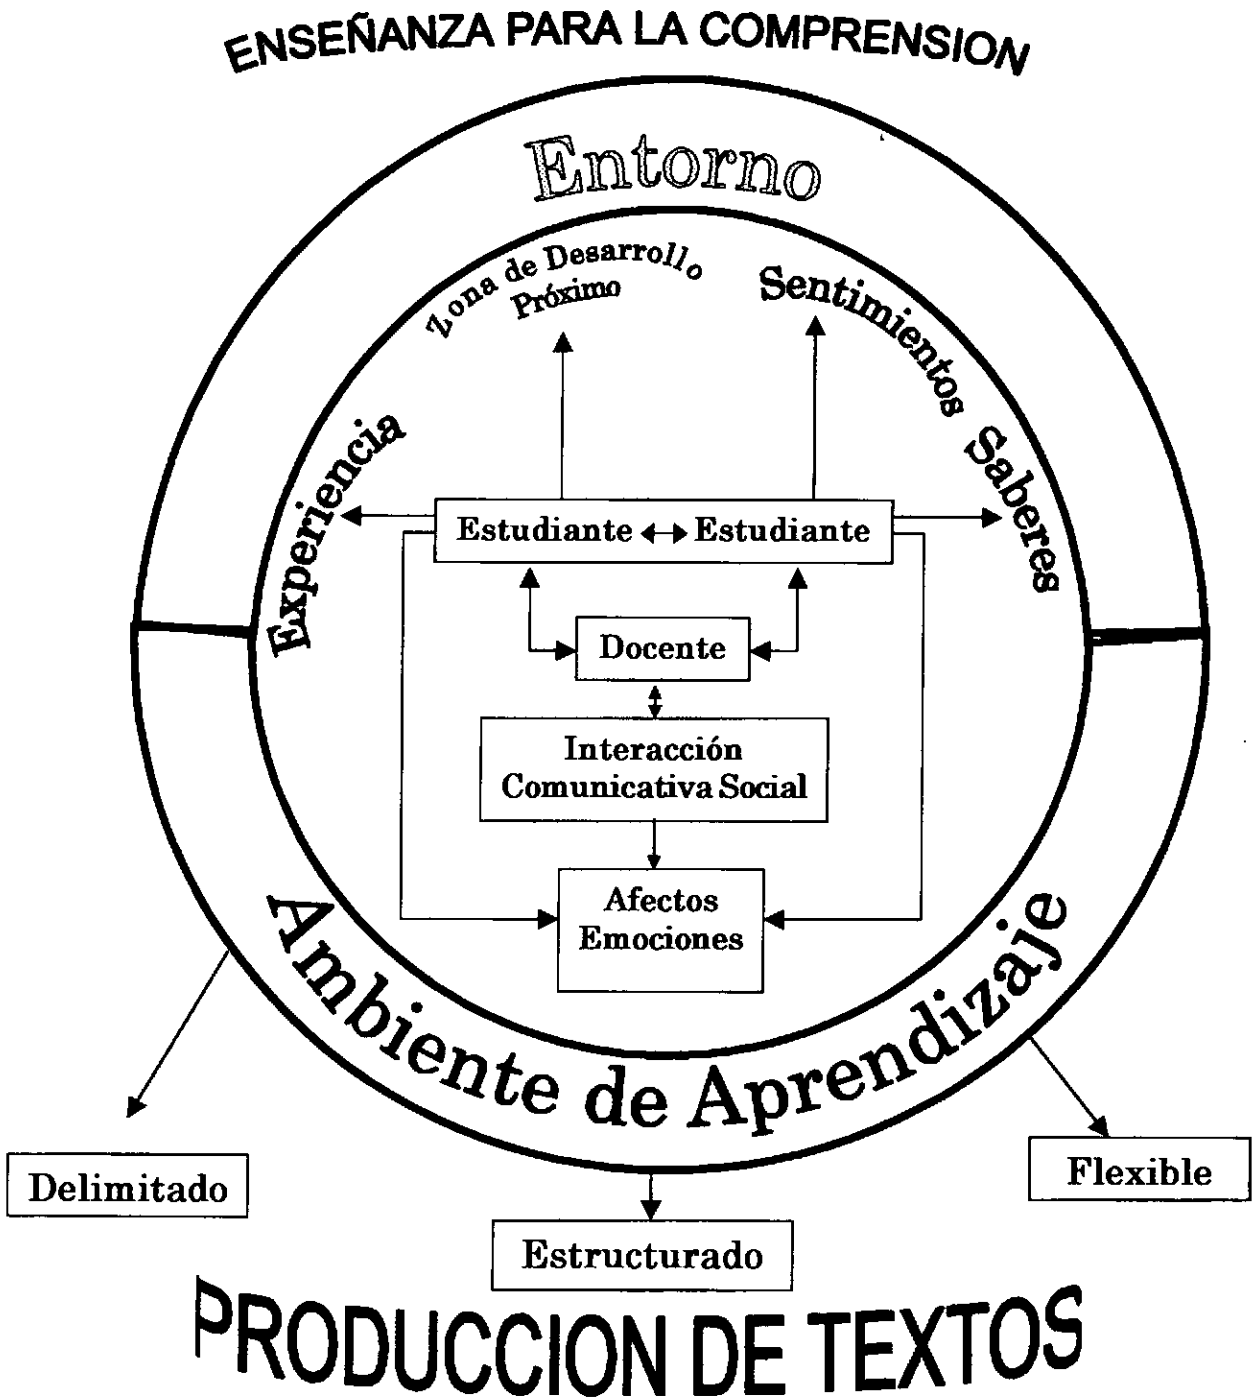 ENSEÑANZA PARA LA COMPRENSION
Entorno
Zona de Desarrollo
Próximo
Sentimientos
Saberes
Experiencia
Estudiante Estudiante
Docente
Interacción
Comunicativa Social
Afectos
Emociones
Ambiente de Aprendizaje
Delimitado
Flexible
Estructurado
PRODUCCION DE TEXTOS